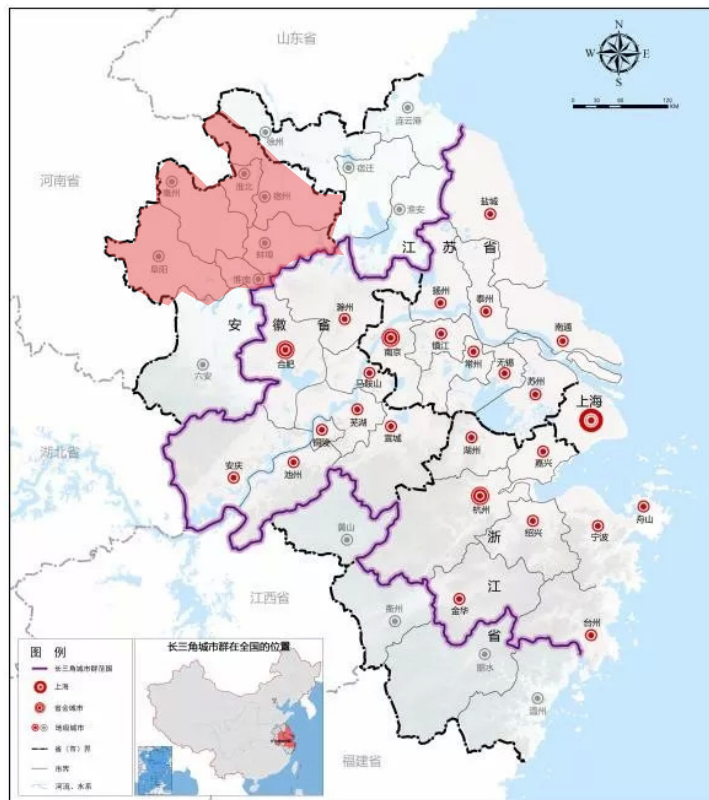 山东省
N
W E
S
0 30 60 120
KM
连云港
徐州
宿迁
河南省
淮北
亳州
宿州
淮安
盐城
江苏省
蚌埠
阜阳
淮南
扬州
泰州
滁州
安徽省
南通
镇江
南京
合肥
常州
无锡
六安
马鞍山
苏州
上海
芜湖
铜陵
宣城
湖州
嘉兴
湖北省
安庆
池州
杭州
舟山
绍兴
宁波
黄山
浙江省
江西省
金华
衢州
台州
丽水
温州
福建省
图 例
长三角城市群范围
上海
省会城市
地级城市
省（市）界
市界
河流、水系
长三角城市群在全国的位置